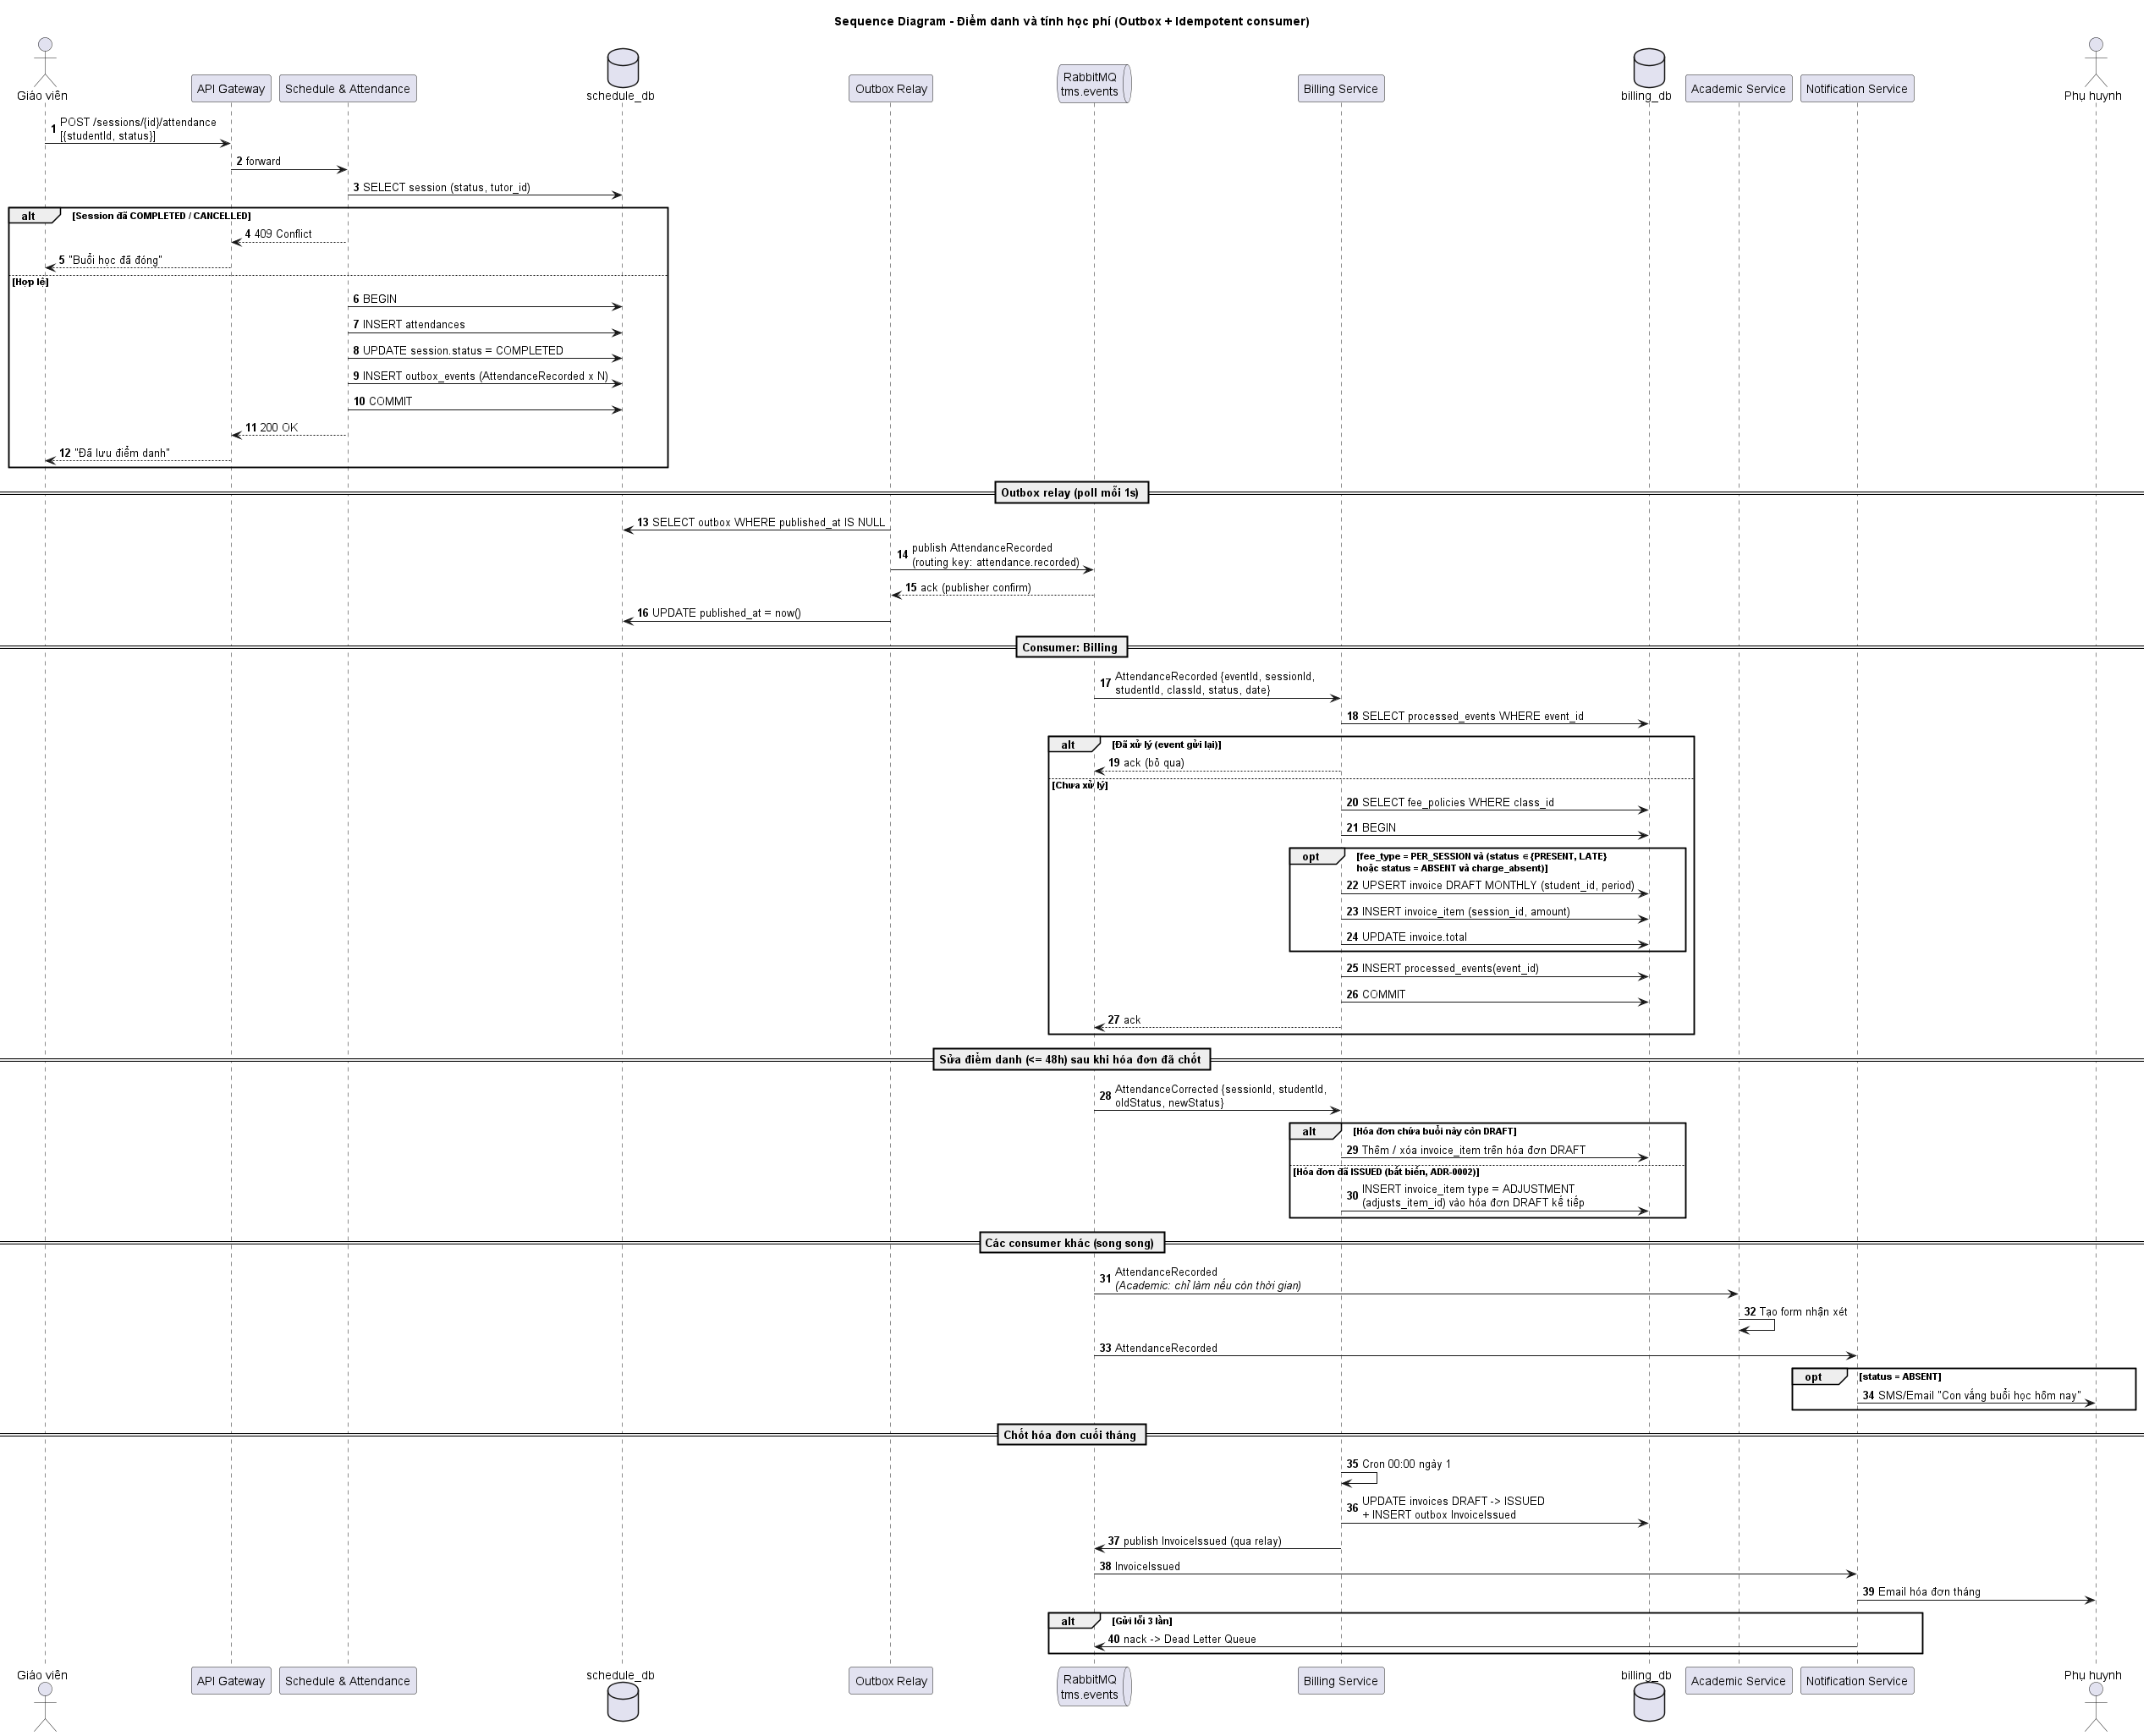 Sequence Diagram - Điểm danh và tính học phí (Outbox + Idempotent consumer)
Giáo viên
API Gateway
Schedule & Attendance
schedule_db
Outbox Relay
RabbitMQ
tms.events
Billing Service
billing_db
Academic Service
Notification Service
Phụ huynh
1 POST /sessions/{id}/attendance
[{studentId, status}]
2 forward
3 SELECT session (status, tutor_id)
alt [Session đã COMPLETED / CANCELLED]
4 409 Conflict
5 "Buổi học đã đóng"
[Hợp lệ]
6 BEGIN
7 INSERT attendances
8 UPDATE session.status = COMPLETED
9 INSERT outbox_events (AttendanceRecorded x N)
10 COMMIT
11 200 OK
12 "Đã lưu điểm danh"
Outbox relay (poll mỗi 1s)
13 SELECT outbox WHERE published_at IS NULL
14 publish AttendanceRecorded
(routing key: attendance.recorded)
15 ack (publisher confirm)
16 UPDATE published_at = now()
Consumer: Billing
17 AttendanceRecorded {eventId, sessionId,
studentId, classId, status, date}
18 SELECT processed_events WHERE event_id
alt [Đã xử lý (event gửi lại)]
19 ack (bỏ qua)
[Chưa xử lý]
20 SELECT fee_policies WHERE class_id
21 BEGIN
opt [fee_type = PER_SESSION và (status ∈ {PRESENT, LATE}
hoặc status = ABSENT và charge_absent)]
22 UPSERT invoice DRAFT MONTHLY (student_id, period)
23 INSERT invoice_item (session_id, amount)
24 UPDATE invoice.total
25 INSERT processed_events(event_id)
26 COMMIT
27 ack
Sửa điểm danh (<= 48h) sau khi hóa đơn đã chốt
28 AttendanceCorrected {sessionId, studentId,
oldStatus, newStatus}
alt [Hóa đơn chứa buổi này còn DRAFT]
29 Thêm / xóa invoice_item trên hóa đơn DRAFT
[Hóa đơn đã ISSUED (bất biến, ADR-0002)]
30 INSERT invoice_item type = ADJUSTMENT
(adjusts_item_id) vào hóa đơn DRAFT kế tiếp
Các consumer khác (song song)
31 AttendanceRecorded
(Academic: chỉ làm nếu còn thời gian)
32 Tạo form nhận xét
33 AttendanceRecorded
opt [status = ABSENT]
34 SMS/Email "Con vắng buổi học hôm nay"
Chốt hóa đơn cuối tháng
35 Cron 00:00 ngày 1
36 UPDATE invoices DRAFT -> ISSUED
+ INSERT outbox InvoiceIssued
37 publish InvoiceIssued (qua relay)
38 InvoiceIssued
39 Email hóa đơn tháng
alt [Gửi lỗi 3 lần]
40 nack -> Dead Letter Queue
Giáo viên
API Gateway
Schedule & Attendance
schedule_db
Outbox Relay
RabbitMQ
tms.events
Billing Service
billing_db
Academic Service
Notification Service
Phụ huynh